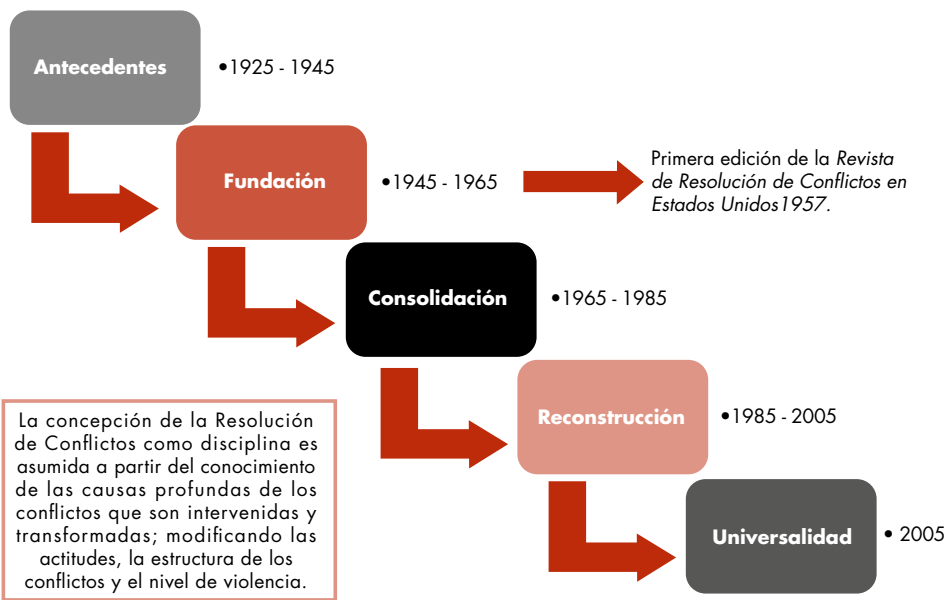 Antecedentes
•1925 - 1945
Fundación
•1945 - 1965
Primera edición de la Revista
de Resolución de Conflictos en
Estados Unidos1957.
Consolidación
•1965 - 1985
Reconstrucción
•1985 - 2005
Universalidad
• 2005
La concepción de la Resolución
de Conflictos como disciplina es
asumida a partir del conocimiento
de las causas profundas de los
conflictos que son intervenidas y
transformadas; modificando las
actitudes, la estructura de los
conflictos y el nivel de violencia.